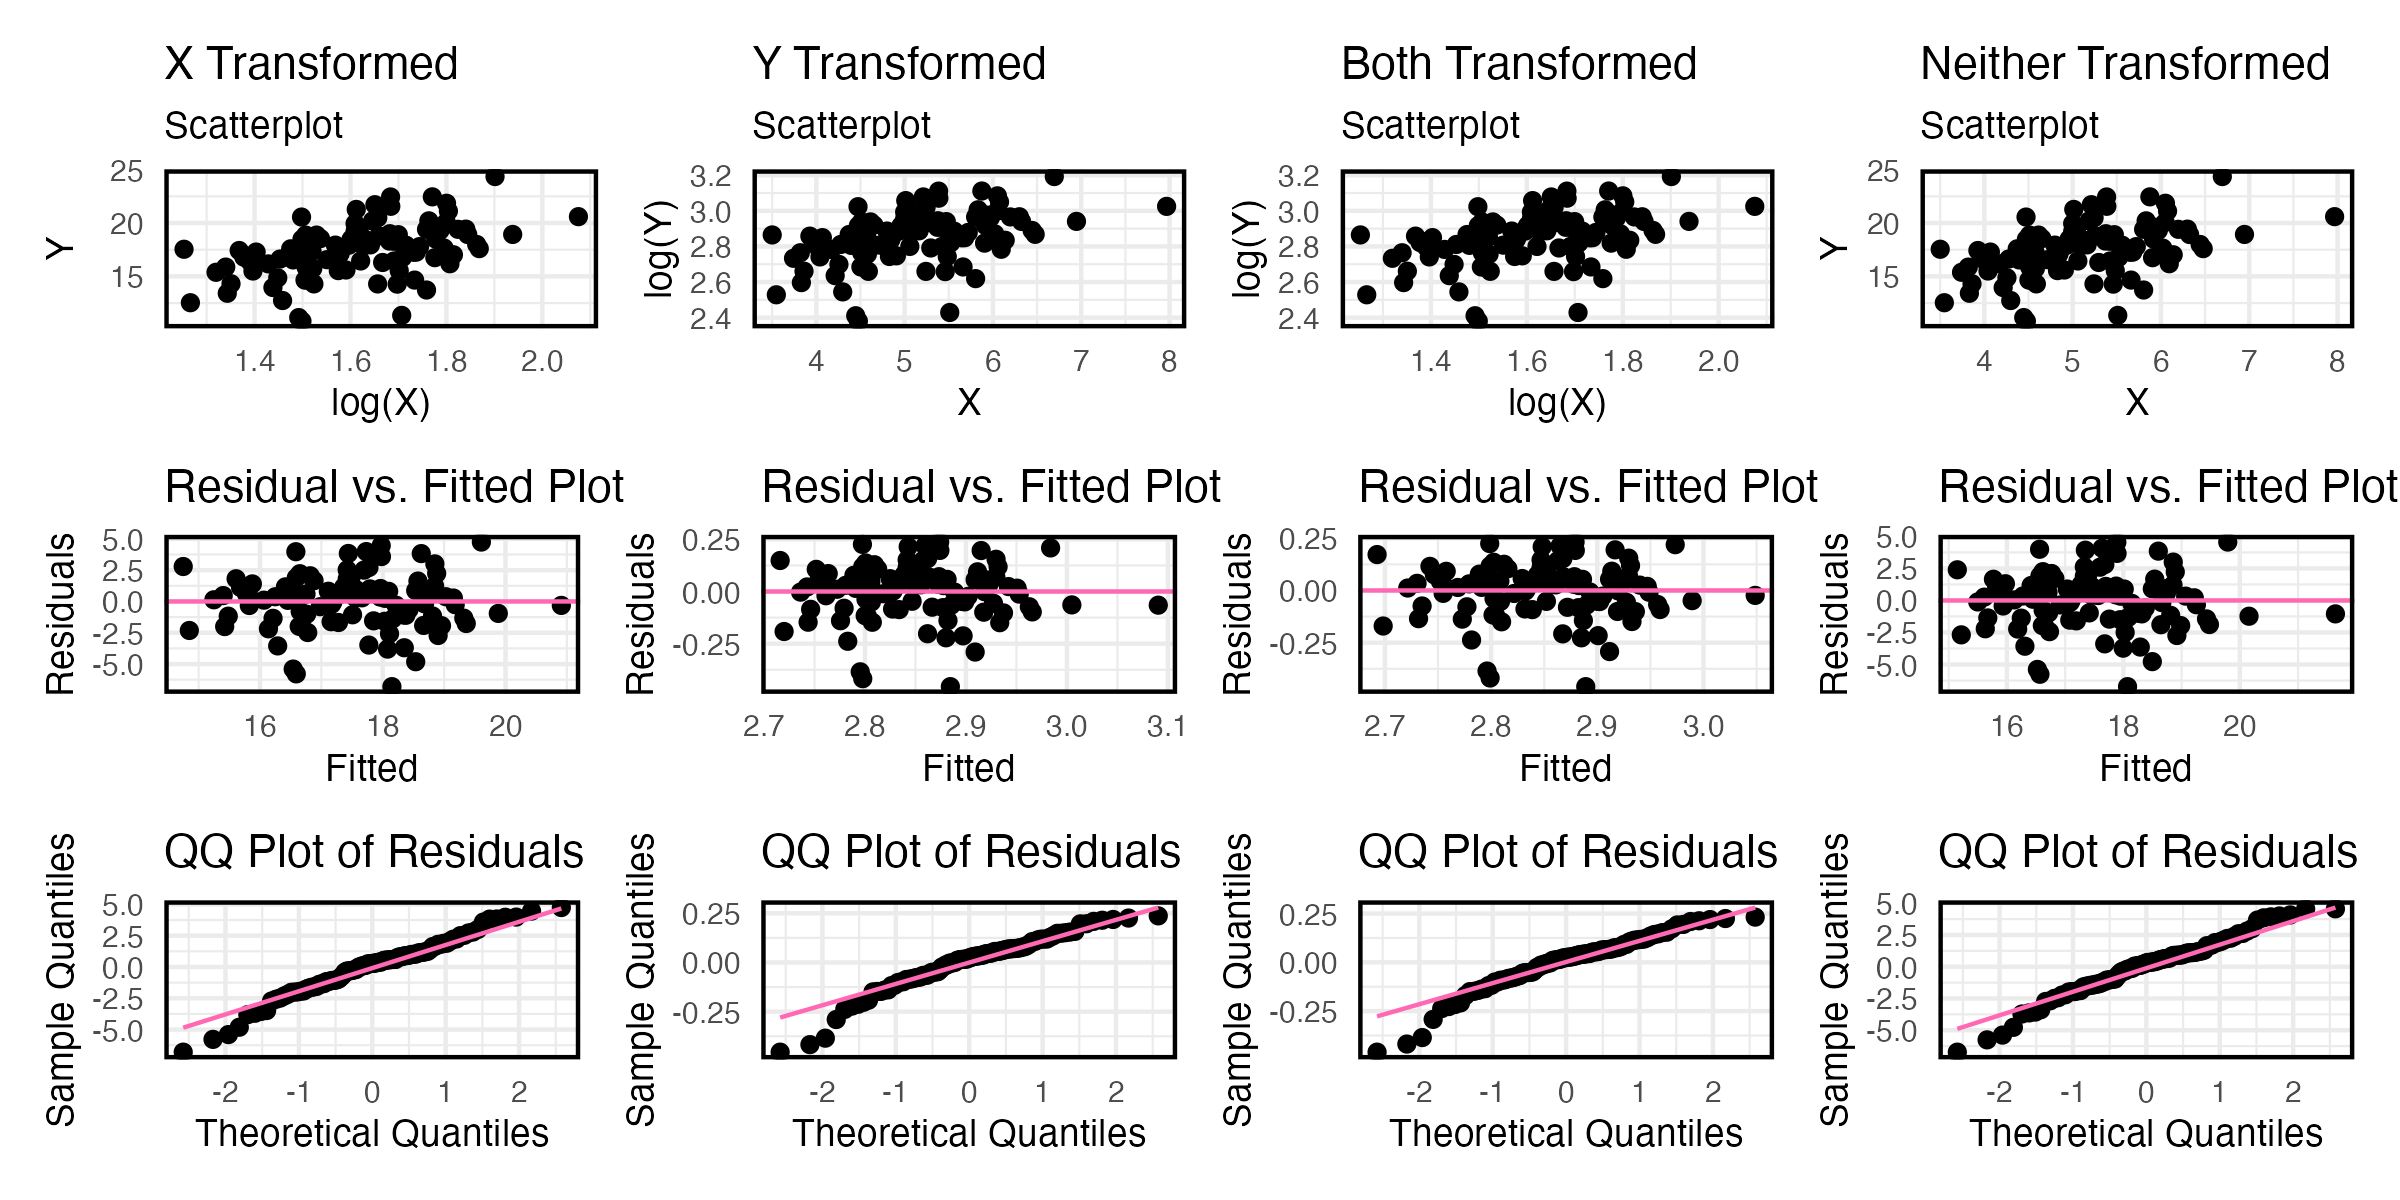 X Transformed
Scatterplot
Y
25
20
15
1.4 1.6 1.8 2.0
log(X)
Y Transformed
Scatterplot
log(Y)
3.2
3.0
2.8
2.6
2.4
4 5 6 7 8
X
Both Transformed
Scatterplot
log(Y)
3.2
3.0
2.8
2.6
2.4
1.4 1.6 1.8 2.0
log(X)
Neither Transformed
Scatterplot
Y
25
20
15
4 5 6 7 8
X
Residual vs. Fitted Plot
Residuals
5.0
2.5
0.0
-2.5
-5.0
16 18 20
Fitted
Residual vs. Fitted Plot
Residuals
0.25
0.00
-0.25
2.7 2.8 2.9 3.0 3.1
Fitted
Residual vs. Fitted Plot
Residuals
0.25
0.00
-0.25
2.7 2.8 2.9 3.0
Fitted
Residual vs. Fitted Plot
Residuals
5.0
2.5
0.0
-2.5
-5.0
16 18 20
Fitted
QQ Plot of Residuals
Sample Quantiles
5.0
2.5
0.0
-2.5
-5.0
-2 -1 0 1 2
Theoretical Quantiles
QQ Plot of Residuals
Sample Quantiles
0.25
0.00
-0.25
-2 -1 0 1 2
Theoretical Quantiles
QQ Plot of Residuals
Sample Quantiles
0.25
0.00
-0.25
-2 -1 0 1 2
Theoretical Quantiles
QQ Plot of Residuals
Sample Quantiles
5.0
2.5
0.0
-2.5
-5.0
-2 -1 0 1 2
Theoretical Quantiles